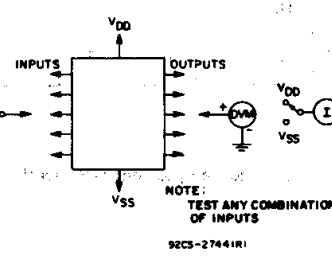 VDD
INPUTS
OUTPUTS
+
DVM
-
VDD
I
VSS
VSS
NOTE:
TEST ANY COMBINATION
OF INPUTS
92CS-27441R1